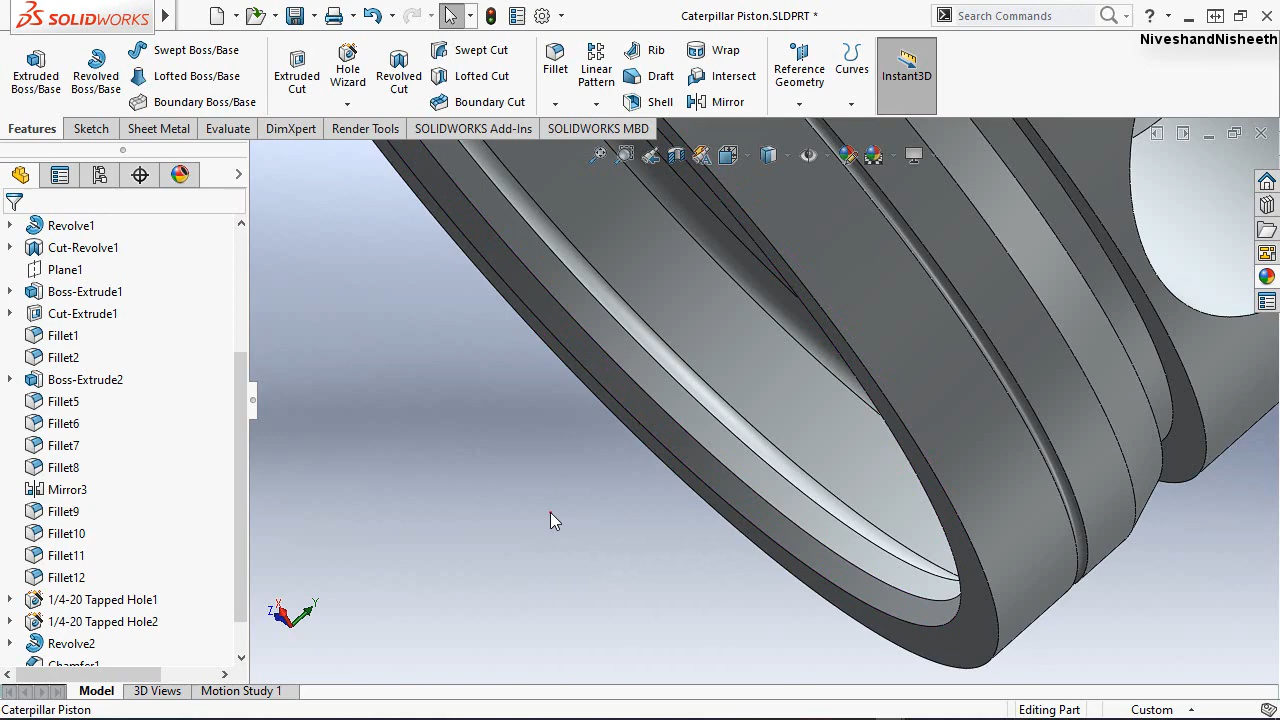 SOLIDWORKS
Caterpillar Piston.SLDPRT
Search Commands
?
NiveshandNisheeth
Extruded Boss/Base
Revolved Boss/Base
Swept Boss/Base
Lofted Boss/Base
Boundary Boss/Base
Extruded Cut
Hole Wizard
Revolved Cut
Swept Cut
Lofted Cut
Boundary Cut
Fillet
Linear Pattern
Rib
Draft
Shell
Wrap
Intersect
Mirror
Reference Geometry
Curves
Instant3D
Features Sketch Sheet Metal Evaluate DimXpert Render Tools SOLIDWORKS Add-Ins SOLIDWORKS MBD
Revolve1
Cut-Revolve1
Plane1
Boss-Extrude1
Cut-Extrude1
Fillet1
Fillet2
Boss-Extrude2
Fillet5
Fillet6
Fillet7
Fillet8
Mirror3
Fillet9
Fillet10
Fillet11
Fillet12
1/4-20 Tapped Hole1
1/4-20 Tapped Hole2
Revolve2
Chamfer1
Z X Y
Model 3D Views Motion Study 1
Caterpillar Piston Editing Part Custom